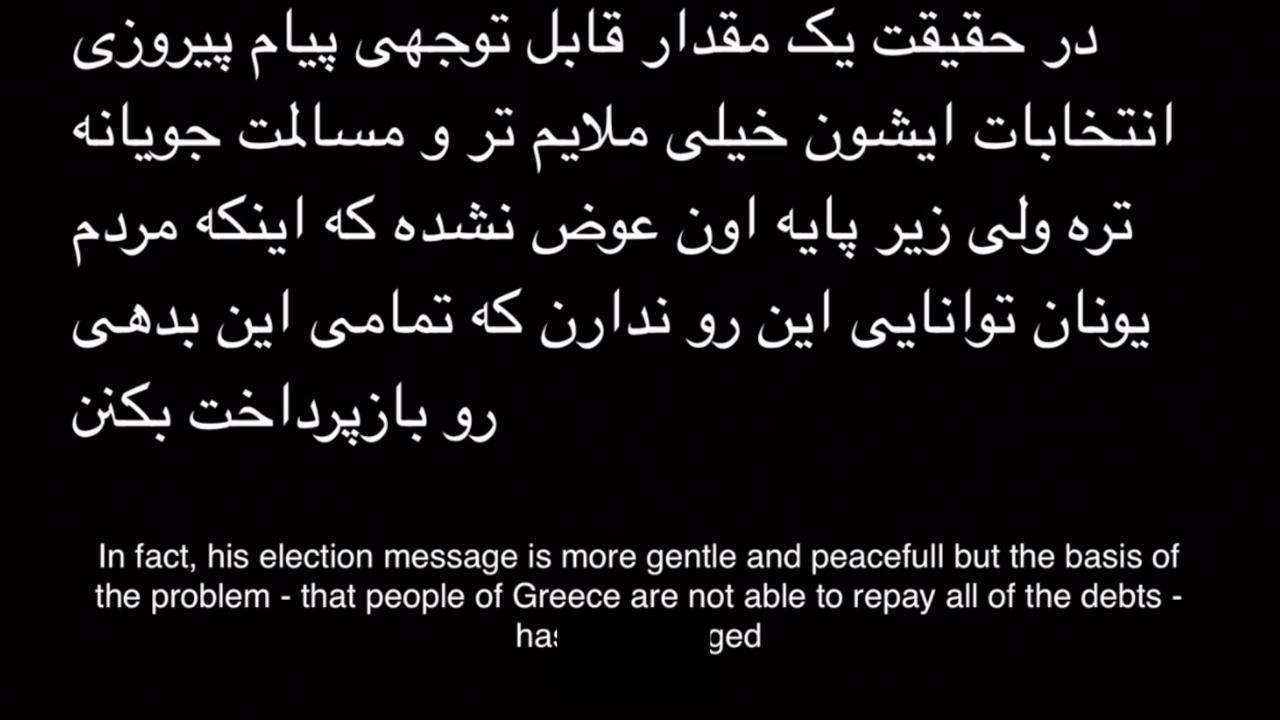 در حقیقت یک مقدار قابل توجهی پیام پیروزی
انتخابات ایشون خیلی ملایم تر و مسالمت جویانه
تره ولی زیر پایه اون عوض نشده که اینکه مردم
یونان توانایی این رو ندارن که تمامی این بدهی
رو بازپرداخت بکنن
In fact, his election message is more gentle and peacefull but the basis of
the problem - that people of Greece are not able to repay all of the debts -